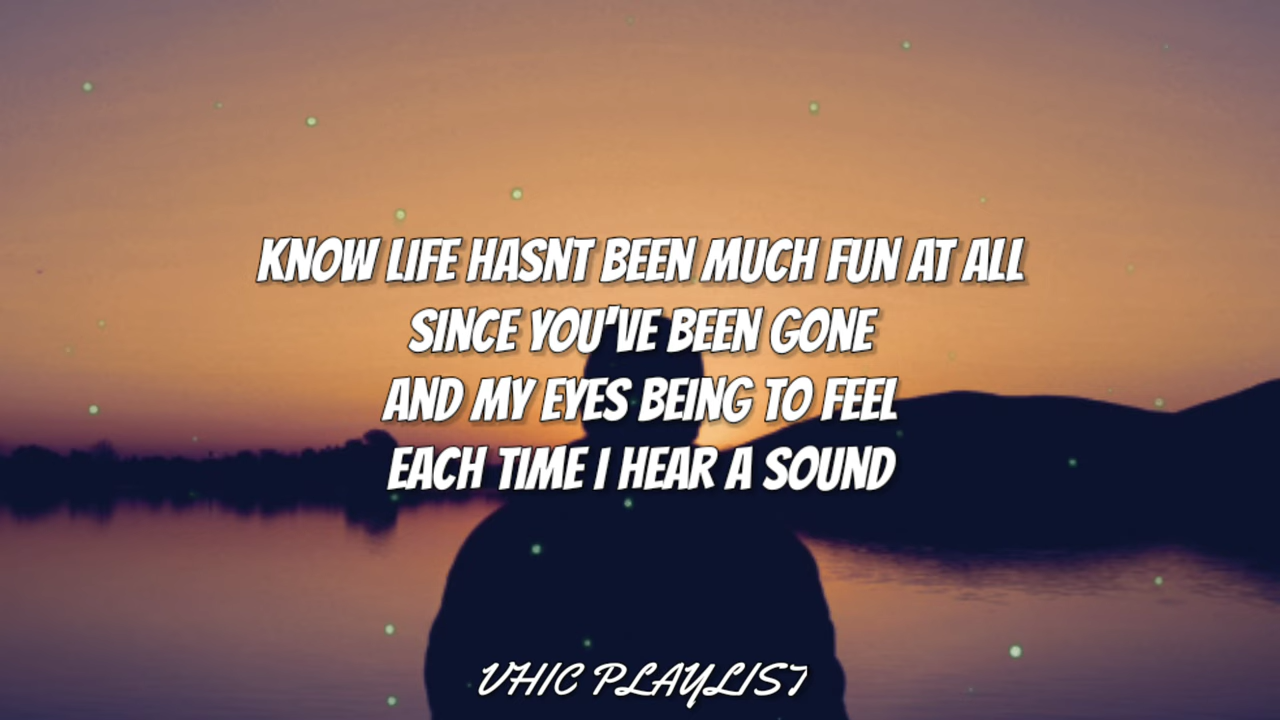 KNOW LIFE HASNT BEEN MUCH FUN AT ALL
SINCE YOU'VE BEEN GONE
AND MY EYES BEING TO FEEL
EACH TIME I HEAR A SOUND
VHIC PLAYLIST